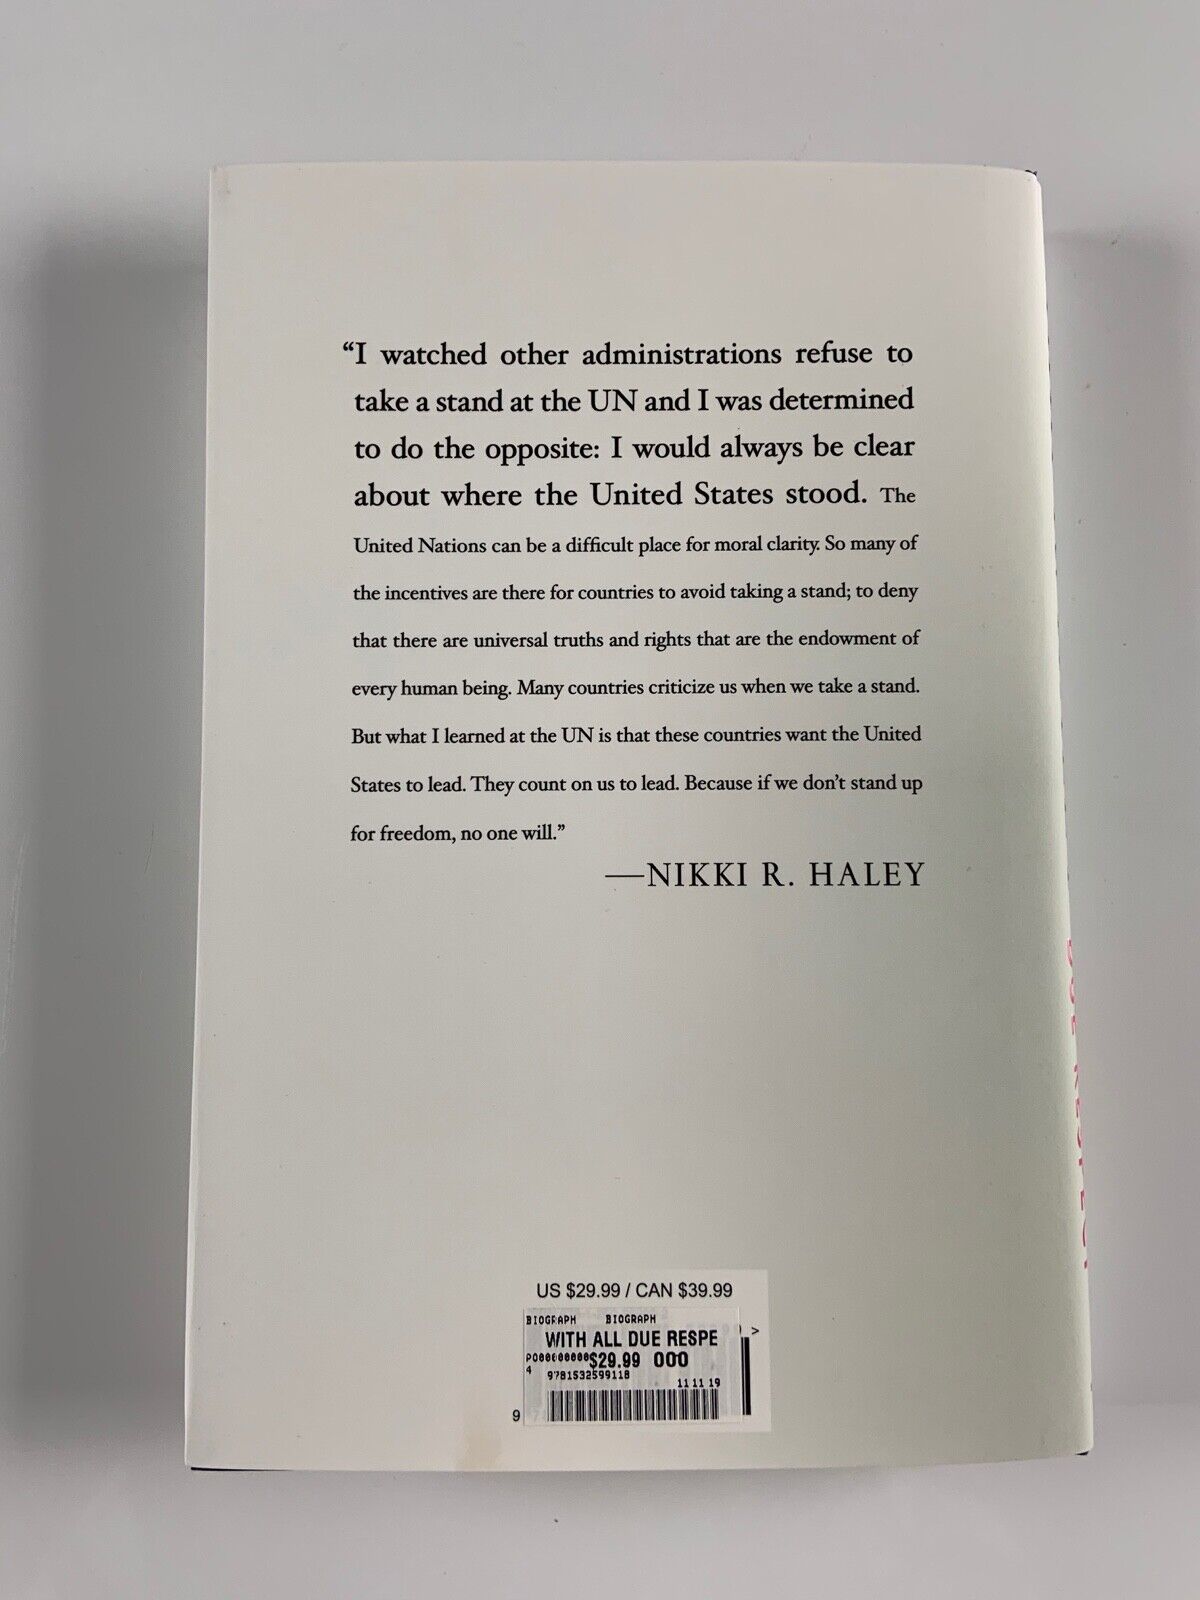 “I watched other administrations refuse to
take a stand at the UN and I was determined
to do the opposite: I would always be clear
about where the United States stood. The
United Nations can be a difficult place for moral clarity. So many of
the incentives are there for countries to avoid taking a stand; to deny
that there are universal truths and rights that are the endowment of
every human being. Many countries criticize us when we take a stand.
But what I learned at the UN is that these countries want the United
States to lead. They count on us to lead. Because if we don’t stand up
for freedom, no one will.”
—NIKKI R. HALEY
DUE RESPECT
US $29.99 / CAN $39.99
BIOGRAPH BIOGRAPH
WITH ALL DUE RESPE
$29.99 000
4 9781532599118
11 11 19
9 >